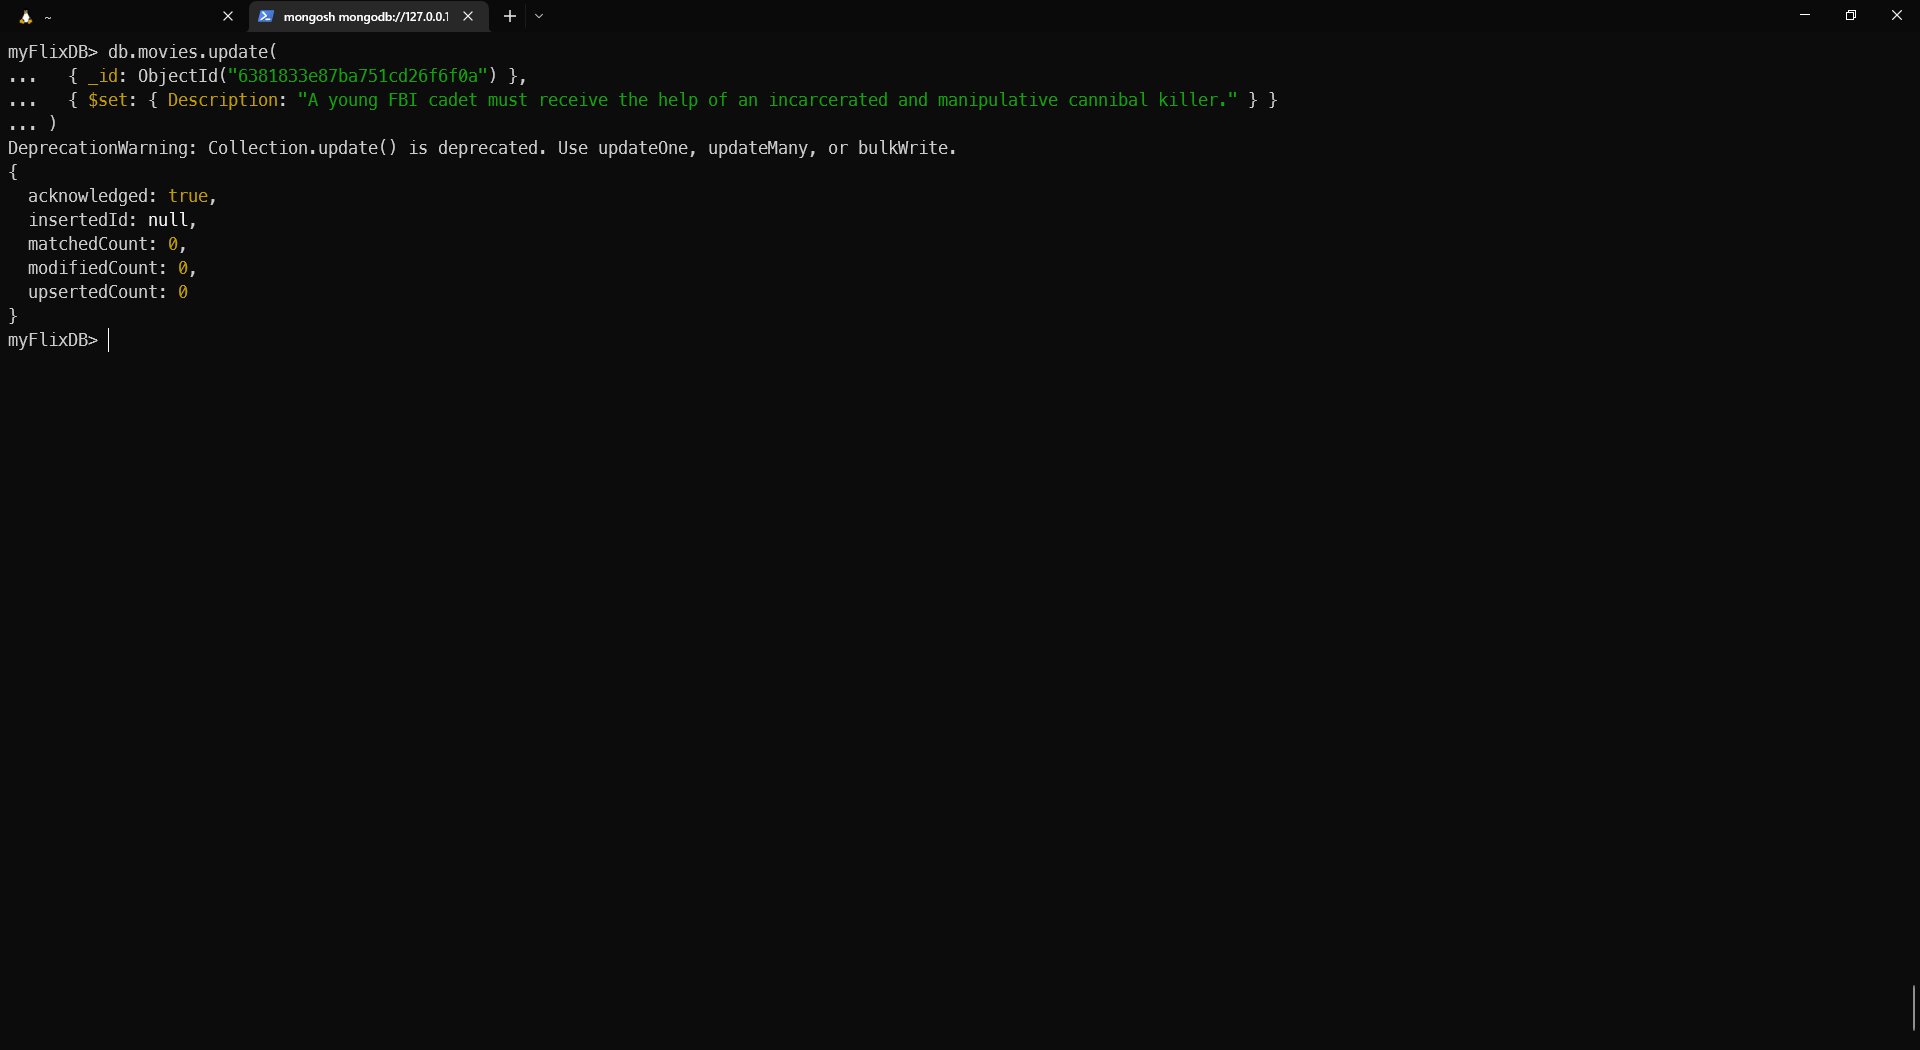 ~
mongosh mongodb://127.0.0.1
myFlixDB> db.movies.update(
...   { _id: ObjectId("6381833e87ba751cd26f6f0a") },
...   { $set: { Description: "A young FBI cadet must receive the help of an incarcerated and manipulative cannibal killer." } }
... )
DeprecationWarning: Collection.update() is deprecated. Use updateOne, updateMany, or bulkWrite.
{
  acknowledged: true,
  insertedId: null,
  matchedCount: 0,
  modifiedCount: 0,
  upsertedCount: 0
}
myFlixDB>